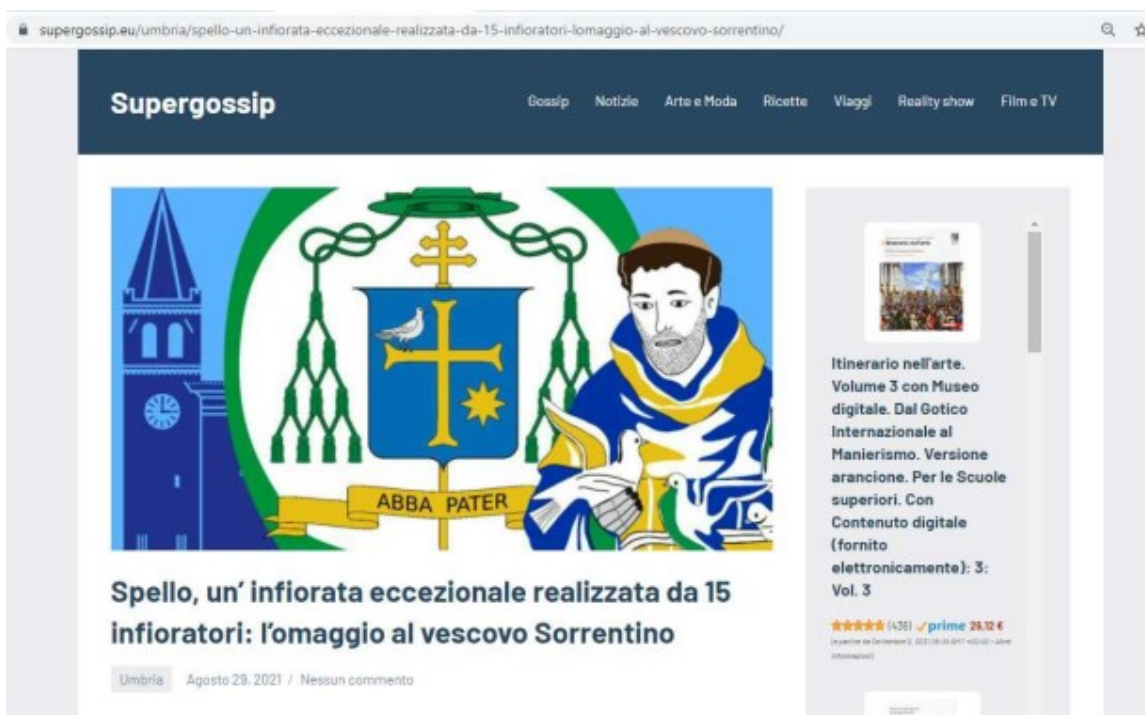 supergossip.eu/umbria/spello-un-infiorata-eccezionale-realizzata-da-15-infioratori-lomaggio-al-vescovo-sorrentino/
Supergossip
Gossip Notizie Arte e Moda Ricette Viaggi Reality show Film e TV
ABBA PATER
Spello, un’ infiorata eccezionale realizzata da 15
infioratori: l’omaggio al vescovo Sorrentino
Umbria Agosto 29, 2021 / Nessun commento
Itinerario nell'arte.
Volume 3 con Museo
digitale. Dal Gotico
Internazionale al
Manierismo. Versione
arancione. Per le Scuole
superiori. Con
Contenuto digitale
(fornito
elettronicamente): 3:
Vol. 3
(436) prime 26,12 €